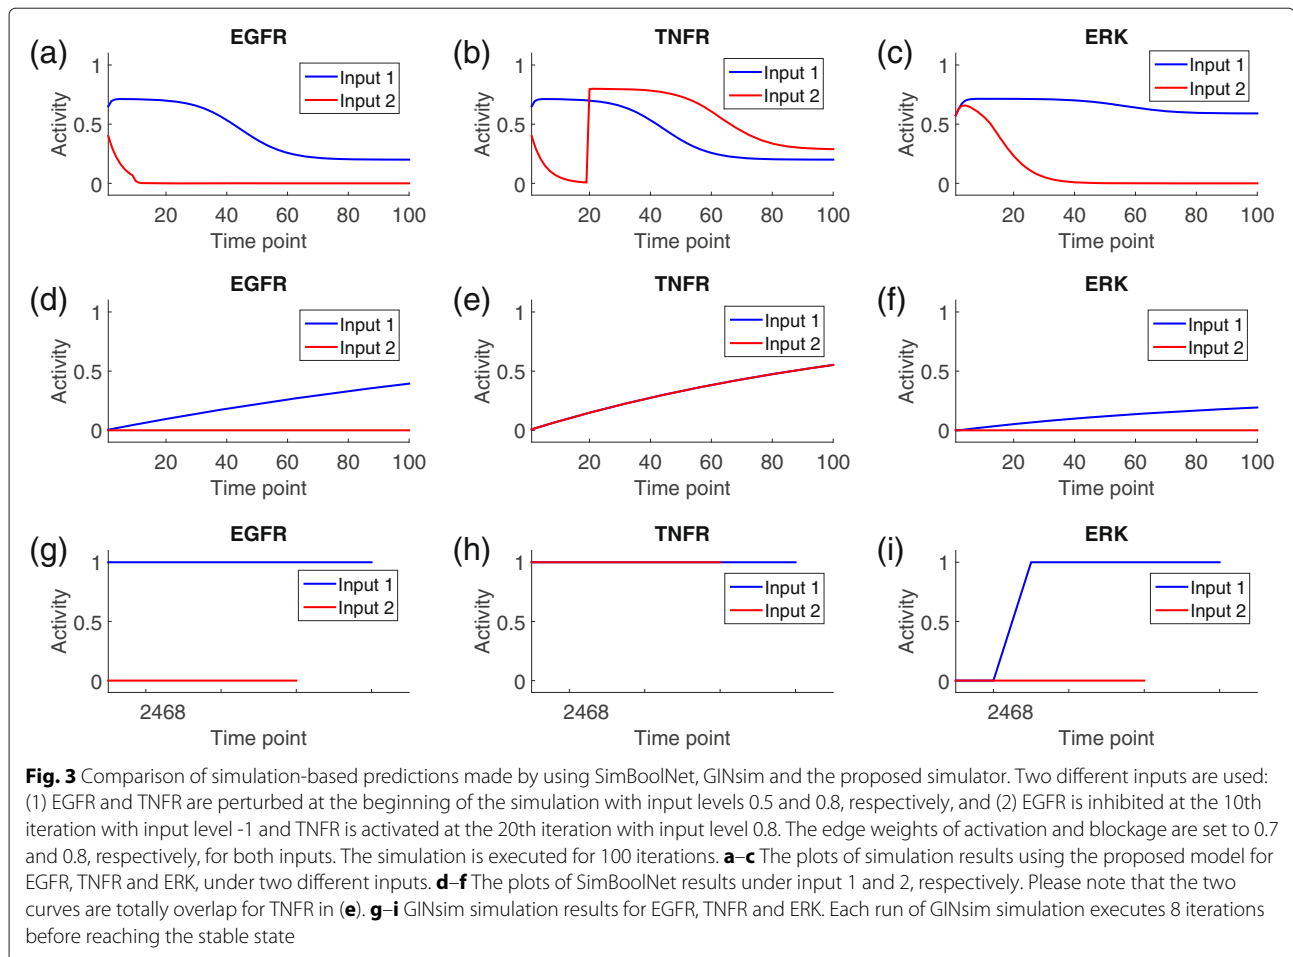 (a)
EGFR
1
0.5
0
Activity
Input 1
Input 2
20 40 60 80 100
Time point
(b)
TNFR
1
0.5
0
Activity
Input 1
Input 2
20 40 60 80 100
Time point
(c)
ERK
1
0.5
0
Activity
Input 1
Input 2
20 40 60 80 100
Time point
(d)
EGFR
1
0.5
0
Activity
Input 1
Input 2
20 40 60 80 100
Time point
(e)
TNFR
1
0.5
0
Activity
Input 1
Input 2
20 40 60 80 100
Time point
(f)
ERK
1
0.5
0
Activity
Input 1
Input 2
20 40 60 80 100
Time point
(g)
EGFR
1
0.5
0
Activity
Input 1
Input 2
2468
Time point
(h)
TNFR
1
0.5
0
Activity
Input 1
Input 2
2468
Time point
(i)
ERK
1
0.5
0
Activity
Input 1
Input 2
2468
Time point
Fig. 3 Comparison of simulation-based predictions made by using SimBoolNet, GINsim and the proposed simulator. Two different inputs are used:
(1) EGFR and TNFR are perturbed at the beginning of the simulation with input levels 0.5 and 0.8, respectively, and (2) EGFR is inhibited at the 10th
iteration with input level -1 and TNFR is activated at the 20th iteration with input level 0.8. The edge weights of activation and blockage are set to 0.7
and 0.8, respectively, for both inputs. The simulation is executed for 100 iterations. a–c The plots of simulation results using the proposed model for
EGFR, TNFR and ERK, under two different inputs. d–f The plots of SimBoolNet results under input 1 and 2, respectively. Please note that the two
curves are totally overlap for TNFR in (e). g–i GINsim simulation results for EGFR, TNFR and ERK. Each run of GINsim simulation executes 8 iterations
before reaching the stable state